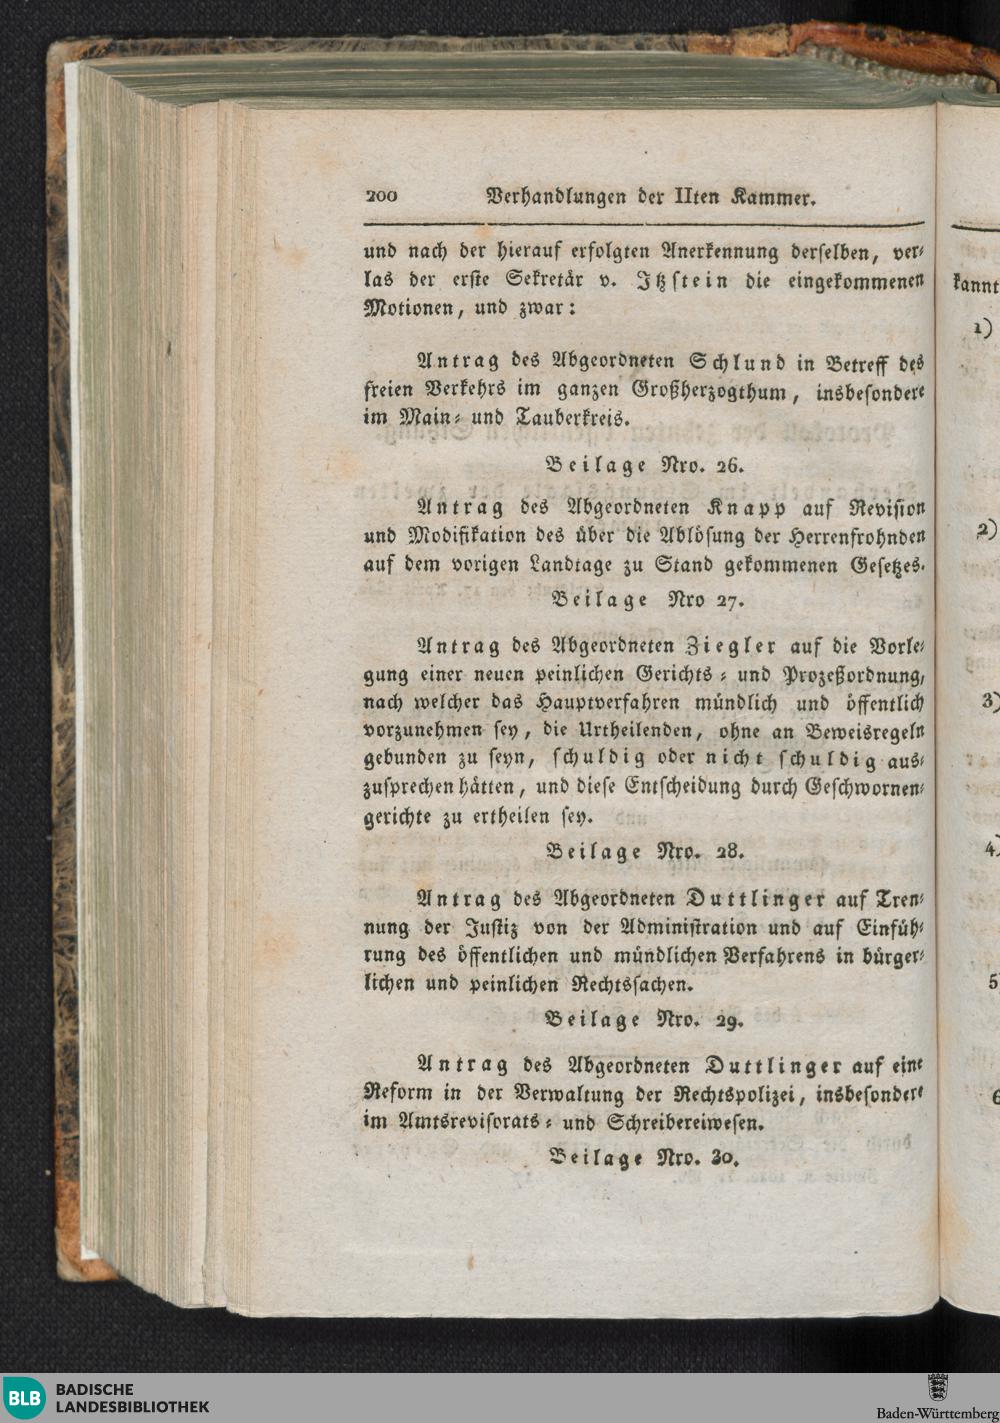 200 Verhandlungen der IIten Kammer.
und nach der hierauf erfolgten Anerkennung derselben, ver-
las der erste Sekretär v. Itzstein die eingekommenen
Motionen, und zwar:
Antrag des Abgeordneten Schlund in Betreff des
freien Verkehrs im ganzen Großherzogthum, insbesondere
im Main- und Tauberkreis.
Beilage Nro. 26.
Antrag des Abgeordneten Knapp auf Revision
und Modifikation des über die Ablösung der Herrenfrohnden
auf dem vorigen Landtage zu Stand gekommenen Gesetzes.
Beilage Nro 27.
Antrag des Abgeordneten Ziegler auf die Vorle-
gung einer neuen peinlichen Gerichts- und Prozeßordnung,
nach welcher das Hauptverfahren mündlich und öffentlich
vorzunehmen sey, die Urtheilenden, ohne an Beweisregeln
gebunden zu seyn, schuldig oder nicht schuldig aus-
zusprechen hätten, und diese Entscheidung durch Geschwornen-
gerichte zu ertheilen sey.
Beilage Nro. 28.
Antrag des Abgeordneten Duttlinger auf Tren-
nung der Justiz von der Administration und auf Einfüh-
rung des öffentlichen und mündlichen Verfahrens in bürger-
lichen und peinlichen Rechtssachen.
Beilage Nro. 29.
Antrag des Abgeordneten Duttlinger auf eine
Reform in der Verwaltung der Rechtspolizei, insbesondere
im Amtsrevisorats- und Schreibereiwesen.
Beilage Nro. 30.
kannt
1)
2)
3)
4)
5
6
BLB BADISCHE
LANDESBIBLIOTHEK
Baden-Württemberg